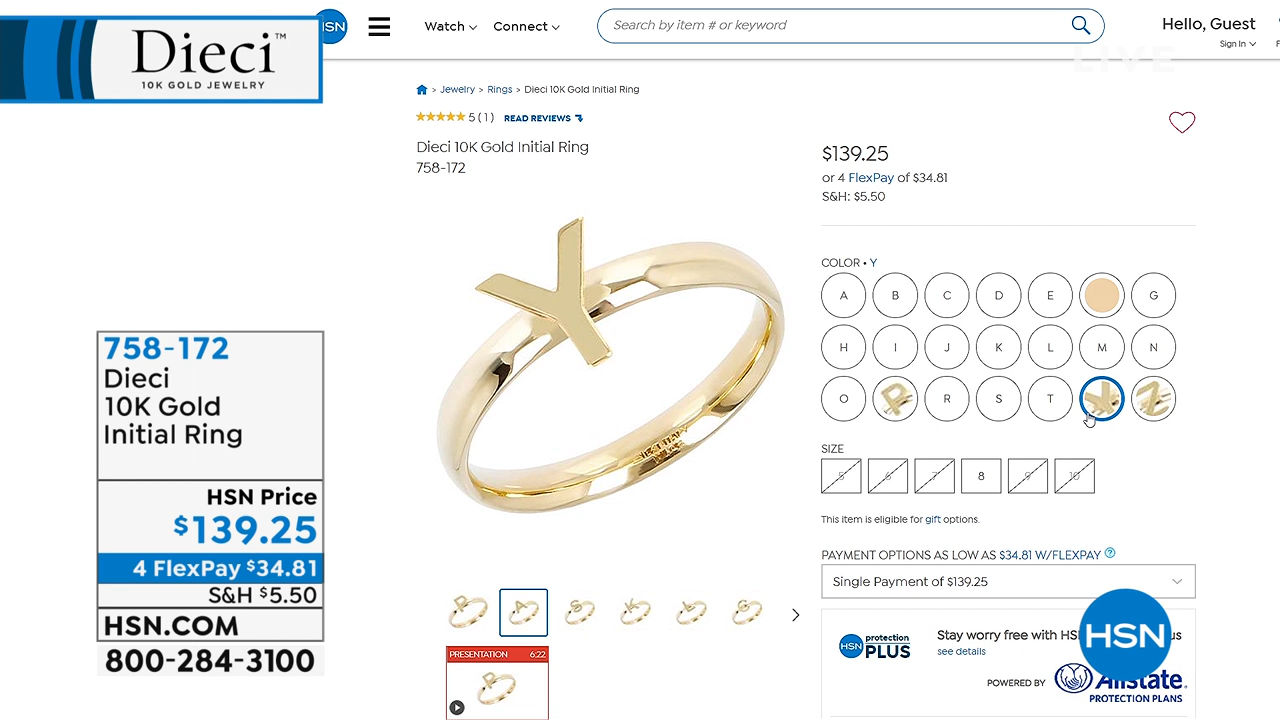 Dieci™
10K GOLD JEWELRY
HSN
Watch
Connect
Search by item # or keyword
Hello, Guest
Sign In
LIVE
> Jewelry > Rings > Dieci 10K Gold Initial Ring
5 (1) READ REVIEWS
Dieci 10K Gold Initial Ring
758-172
$139.25
or 4 FlexPay of $34.81
S&H: $5.50
COLOR • Y
A B C D E G
H I J K L M N
O P R S T Y Z
SIZE
5 6 7 8 9 10
This item is eligible for gift options.
PAYMENT OPTIONS AS LOW AS $34.81 W/FLEXPAY ?
Single Payment of $139.25
HSN protection PLUS
Stay worry free with HS
us
see details
POWERED BY Allstate.
PROTECTION PLANS
HSN
758-172
Dieci
10K Gold
Initial Ring
HSN Price
$139.25
4 FlexPay $34.81
S&H $5.50
HSN.COM
800-284-3100
PRESENTATION 6:22